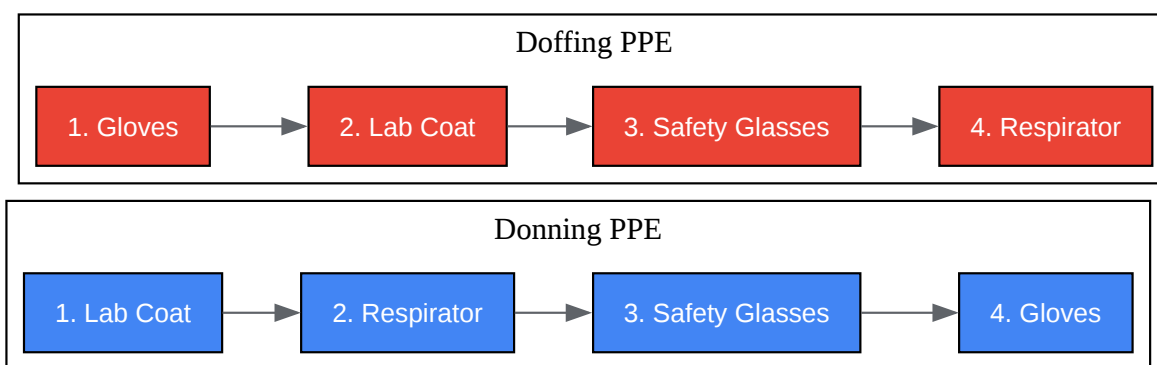 Doffing PPE
1. Gloves
2. Lab Coat
3. Safety Glasses
4. Respirator
Donning PPE
1. Lab Coat
2. Respirator
3. Safety Glasses
4. Gloves